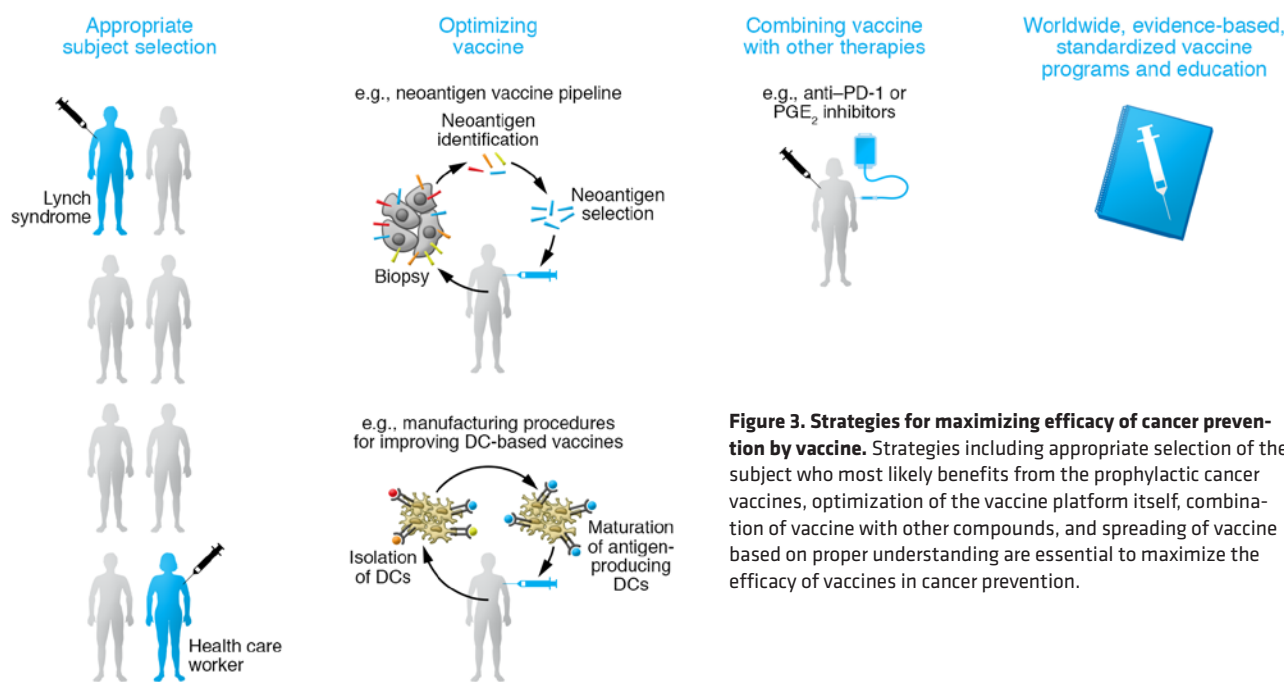 Appropriate
subject selection
Lynch
syndrome
Health care
worker
Optimizing
vaccine
e.g., neoantigen vaccine pipeline
Neoantigen
identification
Neoantigen
selection
Biopsy
e.g., manufacturing procedures
for improving DC-based vaccines
Isolation
of DCs
Maturation
of antigen-
producing
DCs
Combining vaccine
with other therapies
e.g., anti–PD-1 or
PGE₂ inhibitors
Worldwide, evidence-based,
standardized vaccine
programs and education
Figure 3. Strategies for maximizing efficacy of cancer preven-
tion by vaccine. Strategies including appropriate selection of the
subject who most likely benefits from the prophylactic cancer
vaccines, optimization of the vaccine platform itself, combina-
tion of vaccine with other compounds, and spreading of vaccine
based on proper understanding are essential to maximize the
efficacy of vaccines in cancer prevention.